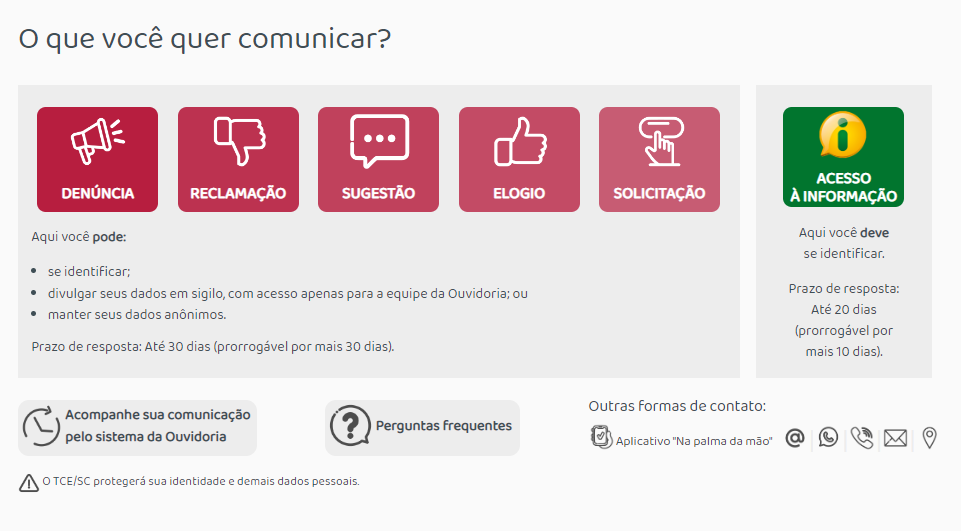 O que você quer comunicar?
DENÚNCIA
RECLAMAÇÃO
SUGESTÃO
ELOGIO
SOLICITAÇÃO
Aqui você pode:
se identificar;
divulgar seus dados em sigilo, com acesso apenas para a equipe da Ouvidoria; ou
manter seus dados anônimos.
Prazo de resposta: Até 30 dias (prorrogável por mais 30 dias).
ACESSO
À INFORMAÇÃO
Aqui você deve
se identificar.
Prazo de resposta:
Até 20 dias
(prorrogável por
mais 10 dias).
Acompanhe sua comunicação
pelo sistema da Ouvidoria
Perguntas frequentes
Outras formas de contato:
Aplicativo "Na palma da mão"
O TCE/SC protegerá sua identidade e demais dados pessoais.